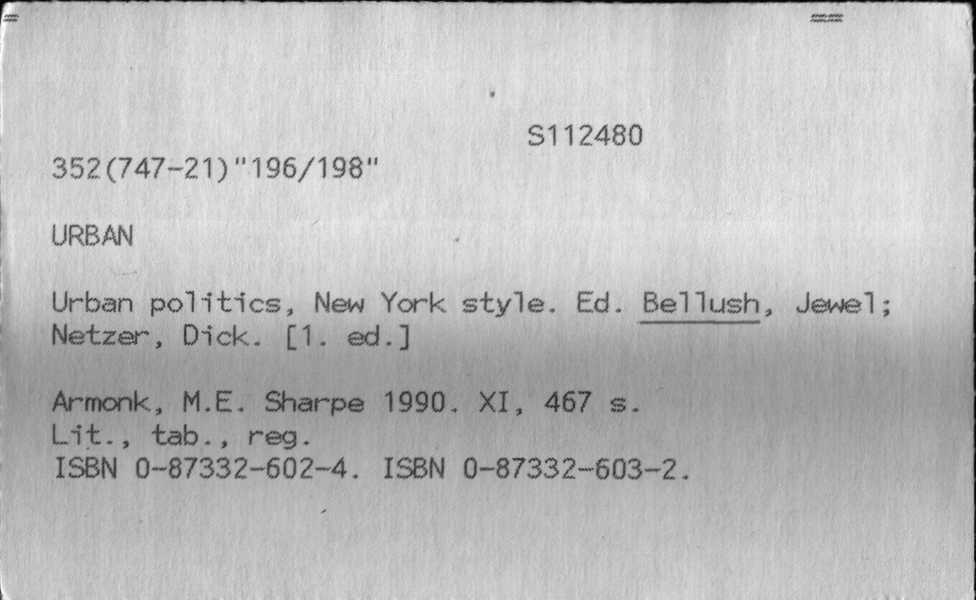 S112480
352(747-21)"196/198"
URBAN
Urban politics, New York style. Ed. Bellush, Jewel;
Netzer, Dick. [1. ed.]
Armonk, M.E. Sharpe 1990. XI, 467 s.
Lit., tab., reg.
ISBN 0-87332-602-4. ISBN 0-87332-603-2.